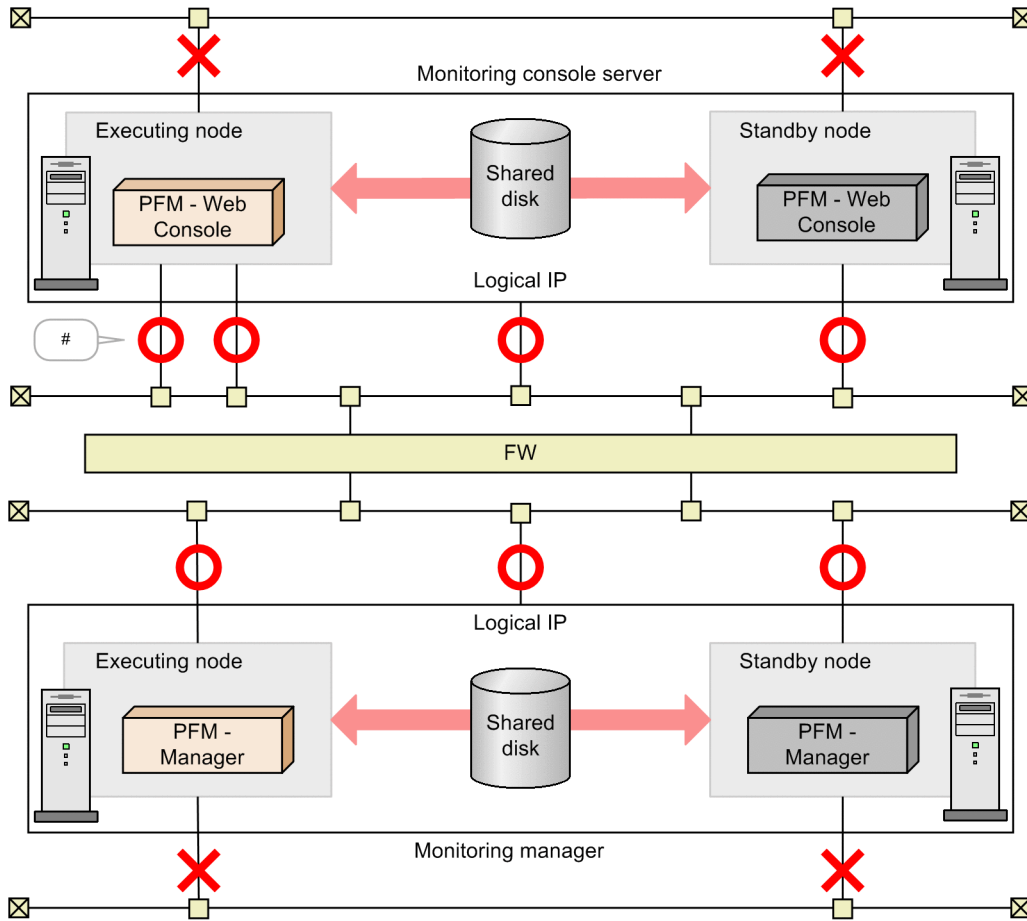 Monitoring console server
Executing node
Standby node
Shared
disk
PFM - Web
Console
PFM - Web
Console
Logical IP
#
FW
Logical IP
Executing node
Standby node
Shared
disk
PFM -
Manager
PFM -
Manager
Monitoring manager